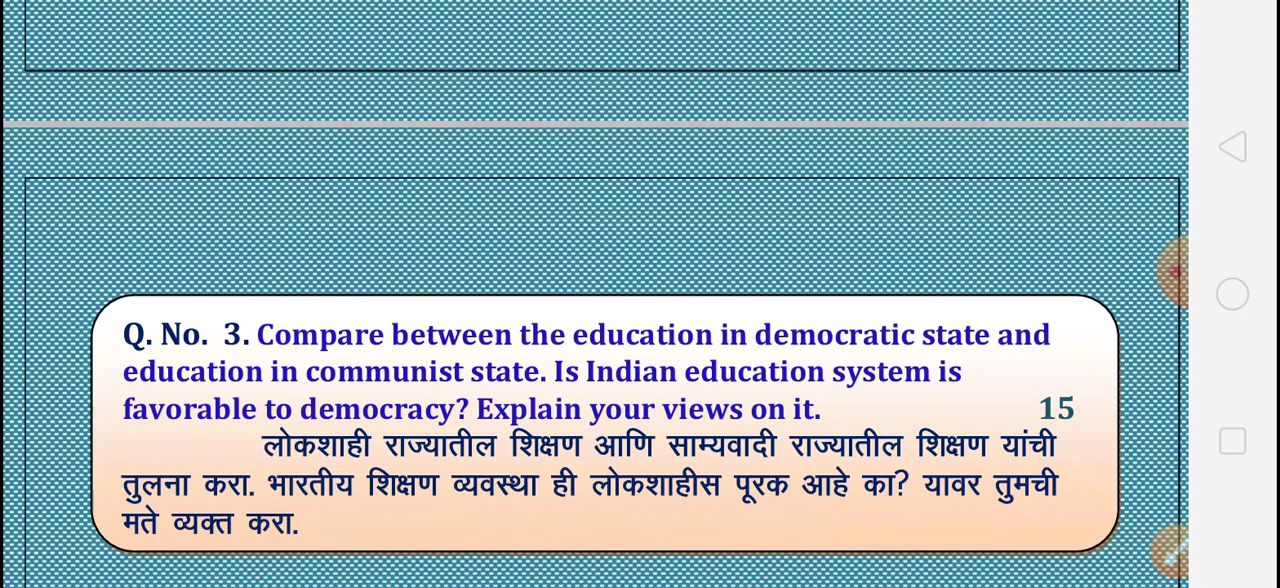 Q. No. 3. Compare between the education in democratic state and
education in communist state. Is Indian education system is
favorable to democracy? Explain your views on it. 15
लोकशाही राज्यातील शिक्षण आणि साम्यवादी राज्यातील शिक्षण यांची
तुलना करा. भारतीय शिक्षण व्यवस्था ही लोकशाहीस पूरक आहे का? यावर तुमची
मते व्यक्त करा.